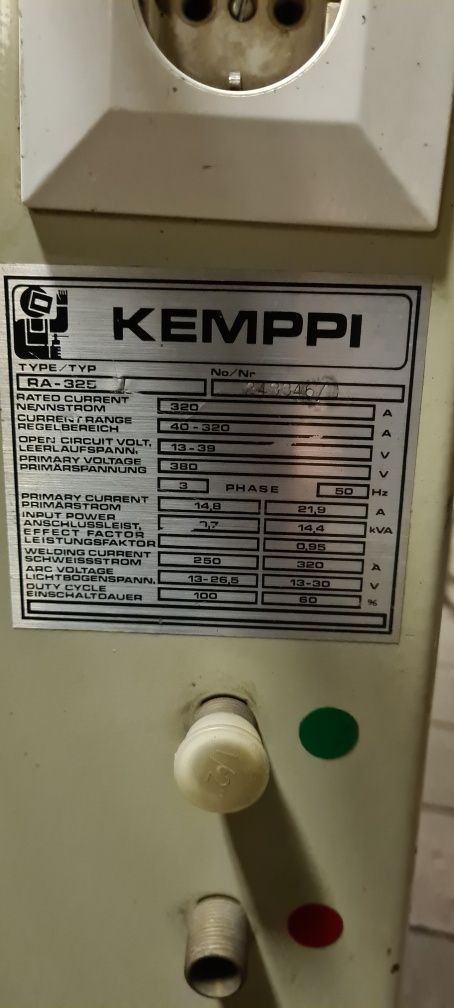 KEMPPI
TYPE/TYP No/Nr
RA-325
RATED CURRENT
NENNSTROM 320 A
CURRENT RANGE
REGELBEREICH 40-320 A
OPEN CIRCUIT VOLT.
LEERLAUFSPANN. 13-39 V
PRIMARY VOLTAGE
PRIMÄRSPANNUNG 380 V
3 PHASE 50 Hz
PRIMARY CURRENT
PRIMÄRSTROM 14,8 21,9 A
INPUT POWER
ANSCHLUSSLEIST. 14,4 kVA
EFFECT FACTOR
LEISTUNGSFAKTOR 0,95
WELDING CURRENT
SCHWEISSSTROM 250 320 A
ARC VOLTAGE
LICHTBOGENSPANN. 13-26,5 13-30 V
DUTY CYCLE
EINSCHALTDAUER 100 60 %